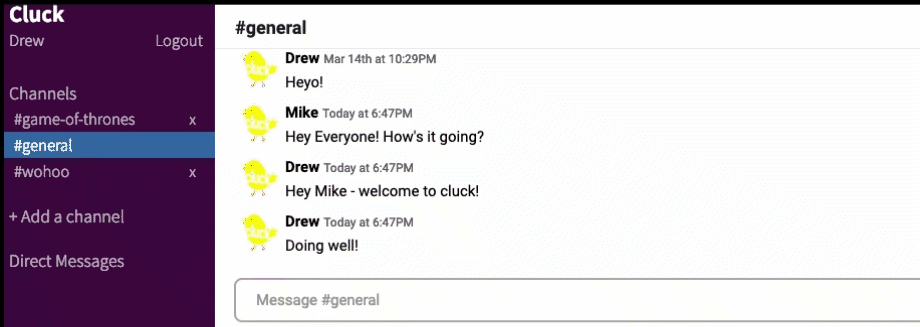 Cluck
Drew Logout
Channels
#game-of-thrones x
#general
#wohoo x
+ Add a channel
Direct Messages
#general
Drew Mar 14th at 10:29PM
Heyo!
Mike Today at 6:47PM
Hey Everyone! How's it going?
Drew Today at 6:47PM
Hey Mike - welcome to cluck!
Drew Today at 6:47PM
Doing well!
Message #general